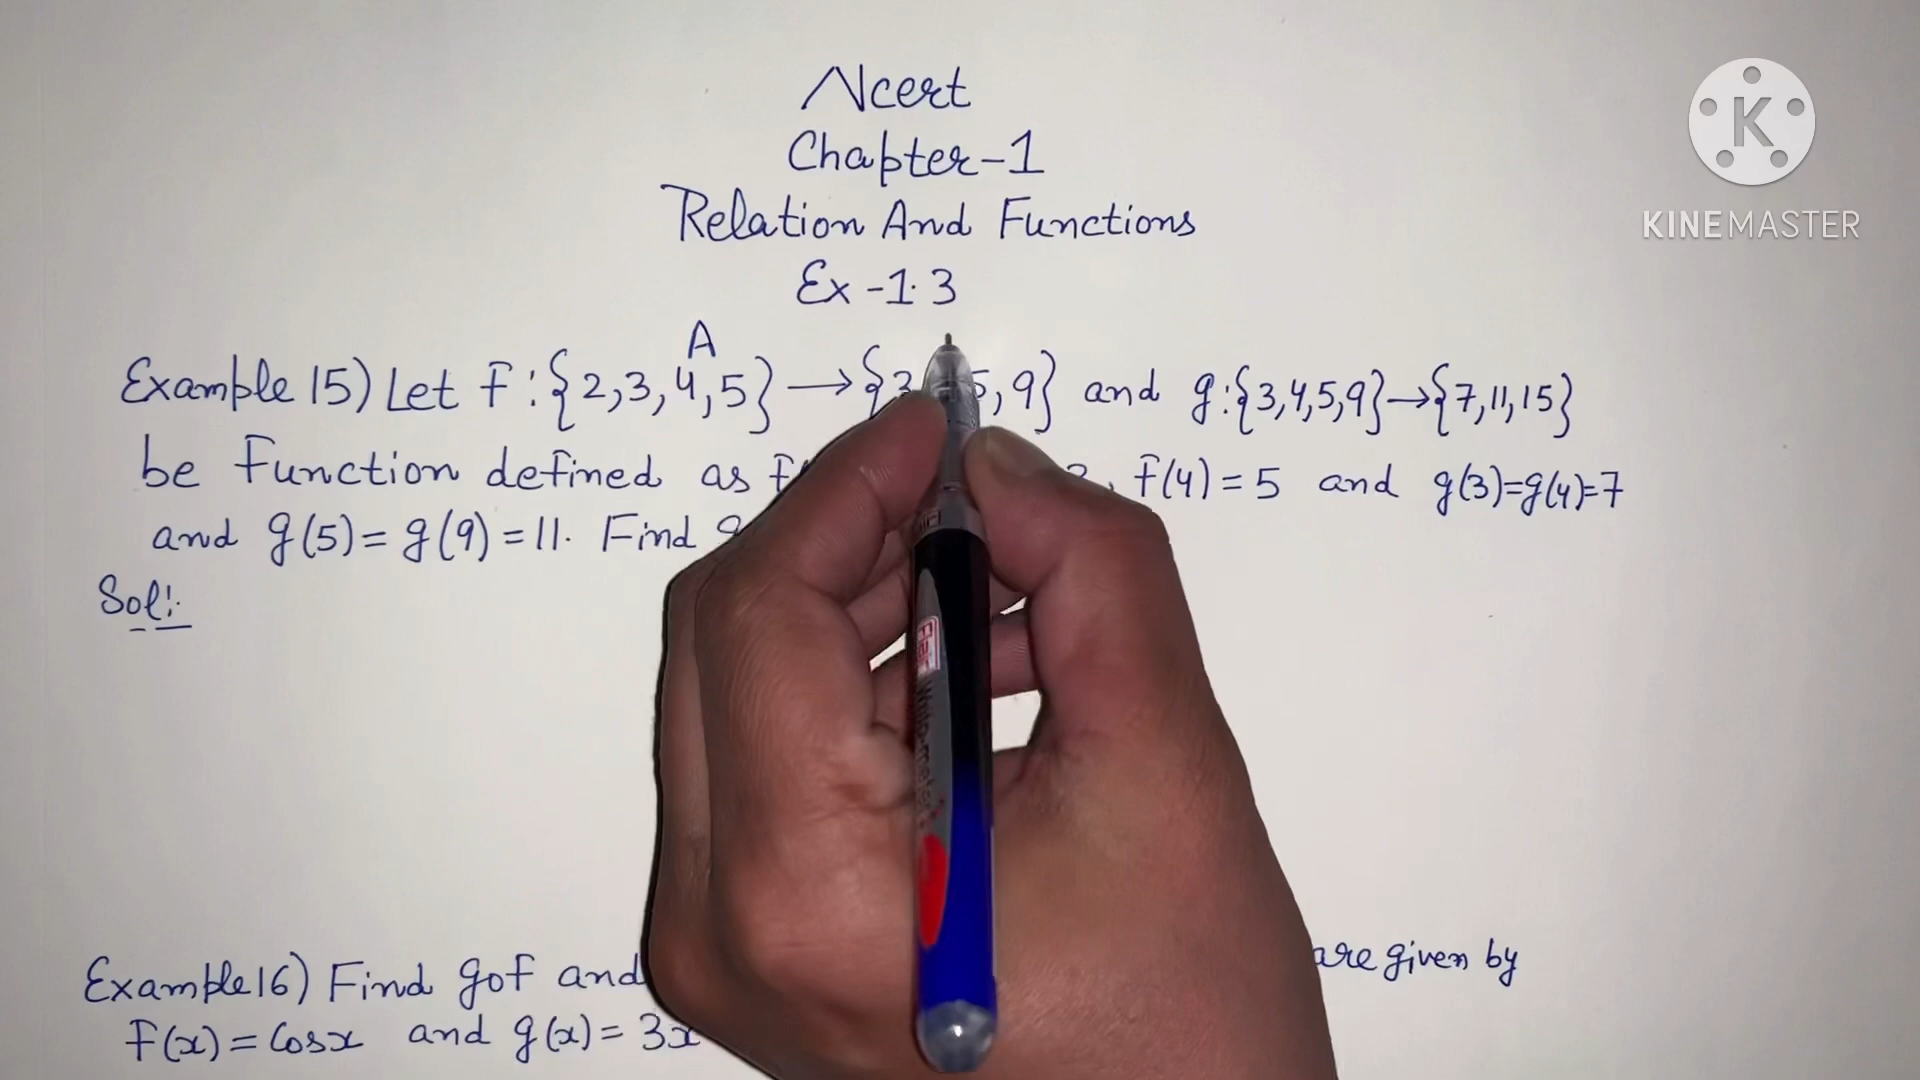 Ncert
Chapter-1
Relation And Functions
Ex-1.3
A
Example 15) Let F:{2,3,4,5}→{3 5,9} and g:{3,4,5,9}→{7,11,15}
be Function defined as F F(4)=5 and g(3)=g(4)=7
and g(5)=g(9)=11. Find g
Sol!:
Example 16) Find goF and are given by
F(x)=Cosx and g(x)=3x
K
KINEMASTER